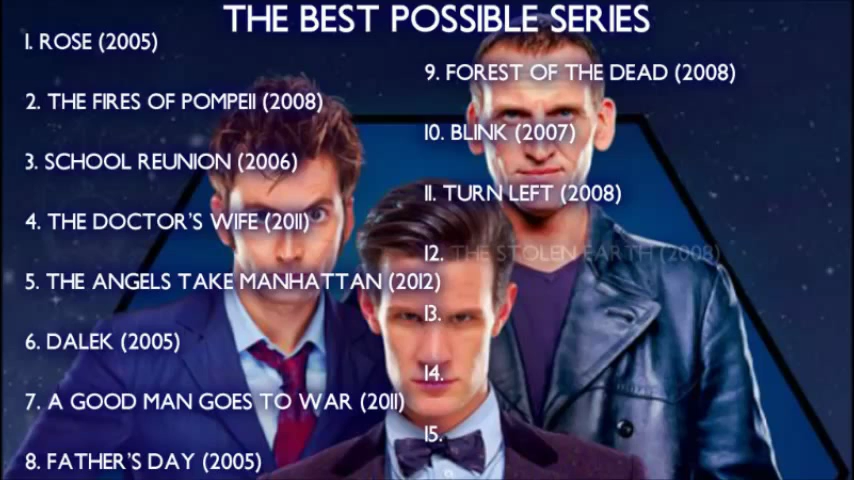 THE BEST POSSIBLE SERIES
1. ROSE (2005)
2. THE FIRES OF POMPEII (2008)
3. SCHOOL REUNION (2006)
4. THE DOCTOR'S WIFE (2011)
5. THE ANGELS TAKE MANHATTAN (2012)
6. DALEK (2005)
7. A GOOD MAN GOES TO WAR (2011)
8. FATHER'S DAY (2005)
9. FOREST OF THE DEAD (2008)
10. BLINK (2007)
11. TURN LEFT (2008)
12. THE STOLEN EARTH (2008)
13.
14.
15.